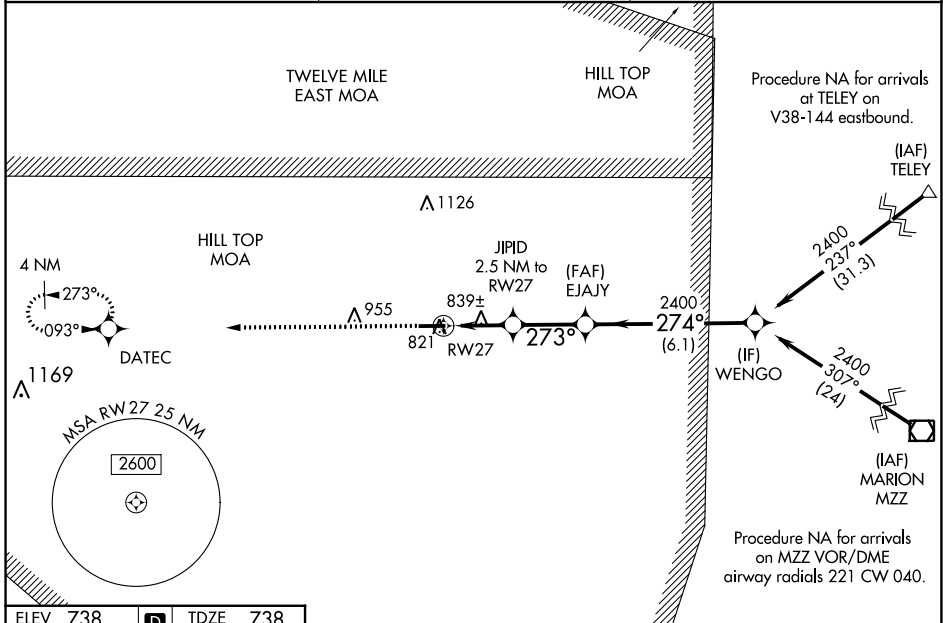 TWELVE MILE
EAST MOA
HILL TOP
MOA
Procedure NA for arrivals
at TELEY on
V38-144 eastbound.
(IAF)
TELEY
1126
HILL TOP
MOA
2400
237°
(31.3)
4 NM
273°
093°
DATEC
JIPID
2.5 NM to
RW27
(FAF)
EJAJY
955
839±
821
RW27
273°
2400
274°
(6.1)
(IF)
WENGO
2400
307°
(24)
1169
MSA RW27 25 NM
2600
(IAF)
MARION
MZZ
Procedure NA for arrivals
on MZZ VOR/DME
airway radials 221 CW 040.
ELEV 738 D TDZE 738